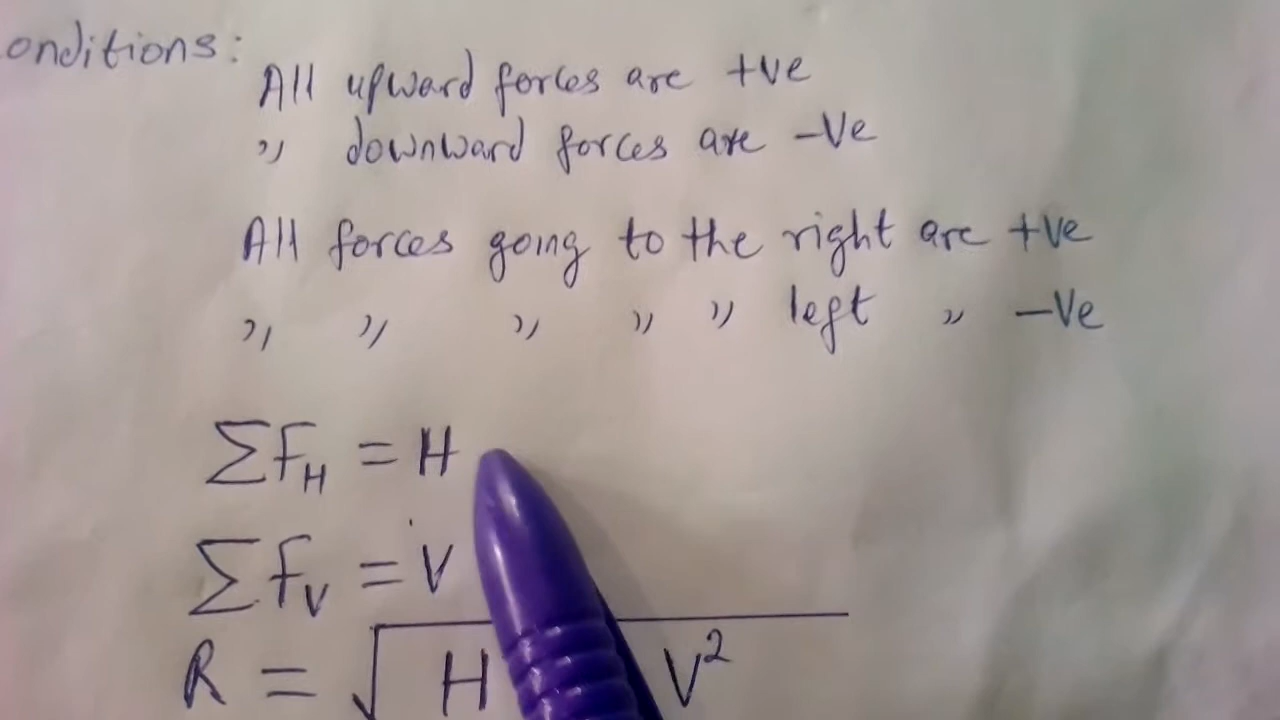 onditions:
All upward forces are +ve
" downward forces are -ve
All forces going to the right are +ve
" " " " " left " -ve
ΣF_H = H
ΣF_V = V
R = √ H V²